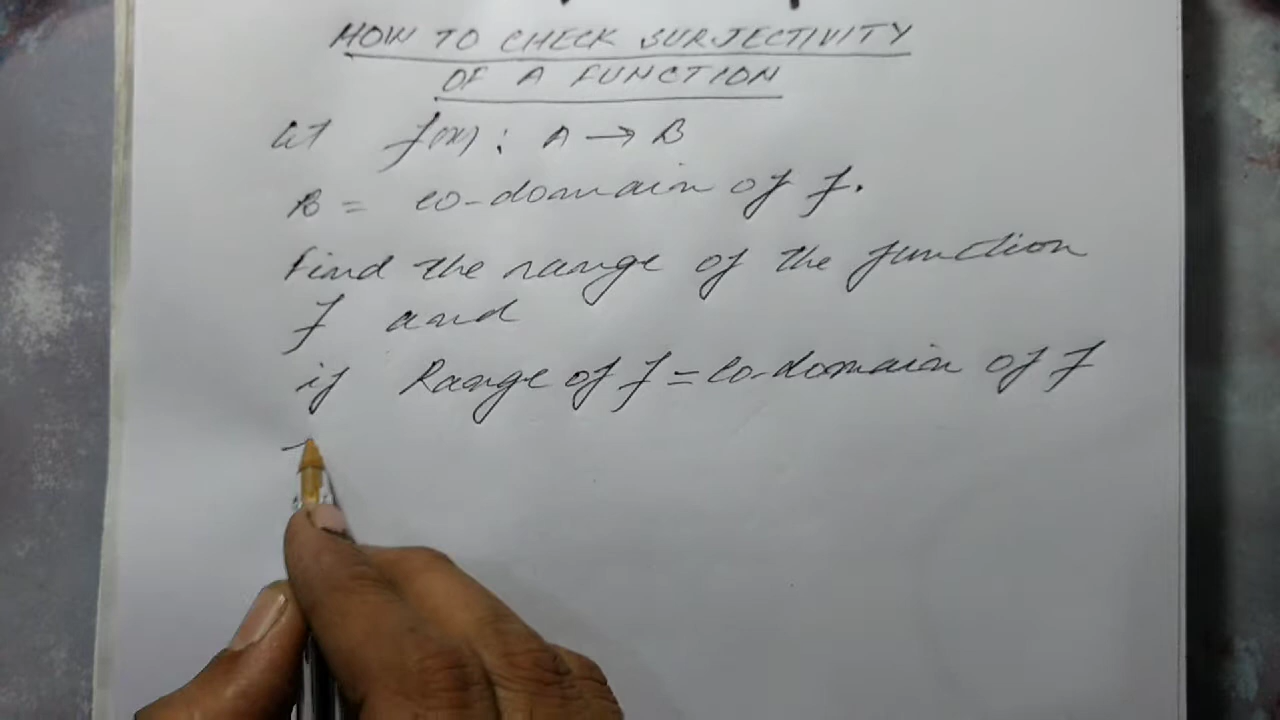 HOW TO CHECK SURJECTIVITY
OF A FUNCTION
Let f(x) : A → B
B = co-domain of f.
Find the range of the function
f and
if Range of f = co-domain of f